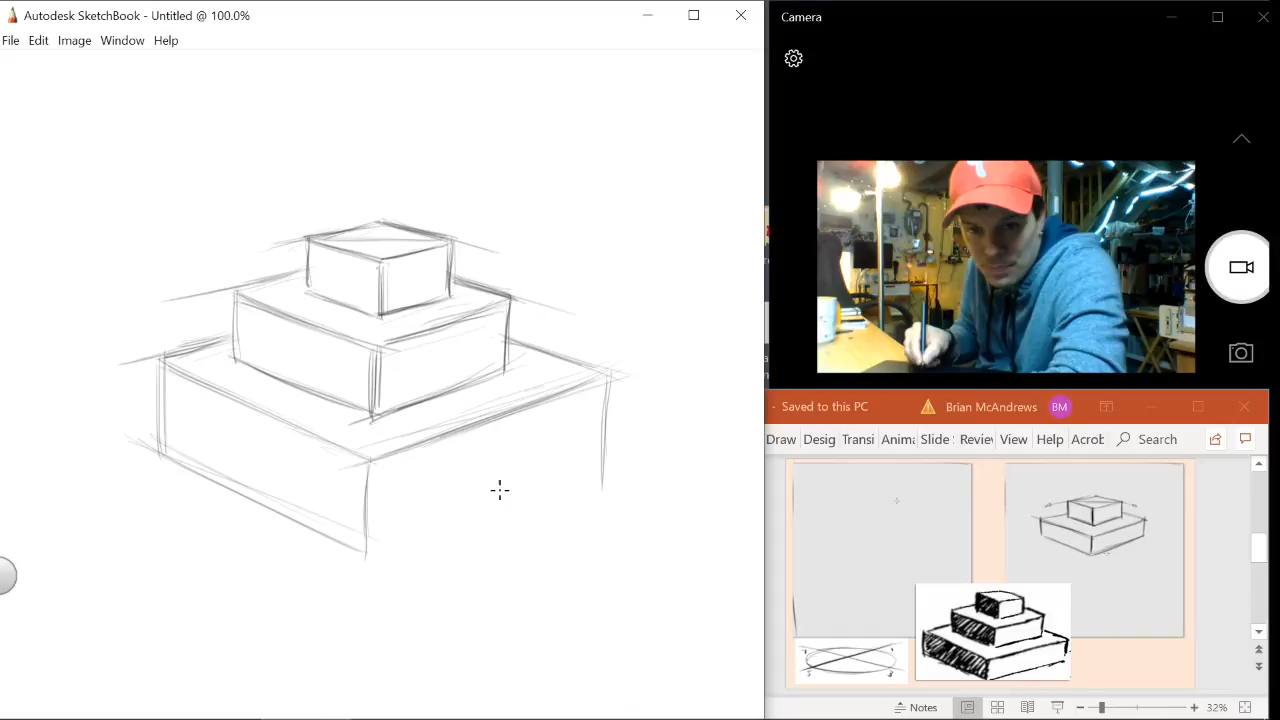 Autodesk SketchBook - Untitled @ 100.0%
File Edit Image Window Help
Camera
- Saved to this PC
Brian McAndrews BM
Draw Desig Transi Anima Slide Reviev View Help Acrob Search
Notes 32%